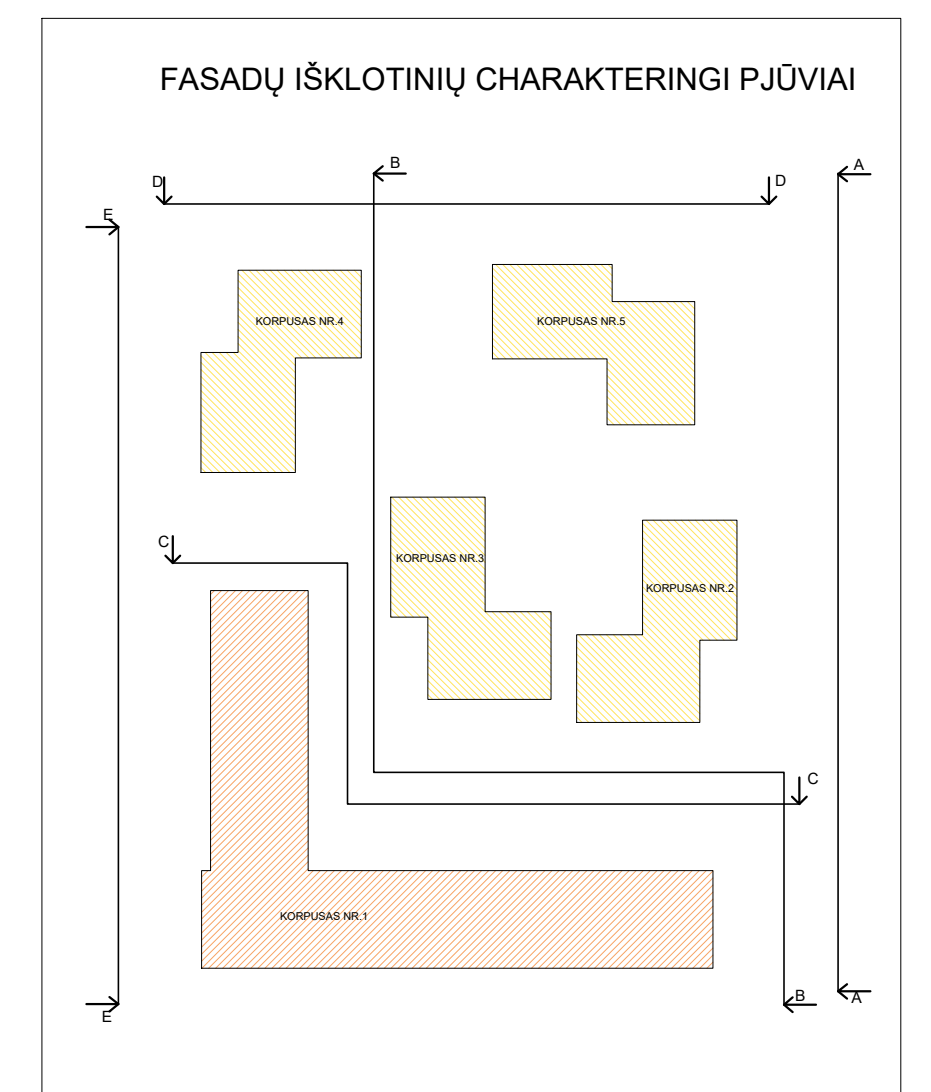 FASADŲ IŠKLOTINIŲ CHARAKTERINGI PJŪVIAI
B
A
D
D
E
KORPUSAS NR.4
KORPUSAS NR.5
C
KORPUSAS NR.3
KORPUSAS NR.2
C
KORPUSAS NR.1
B
A
E